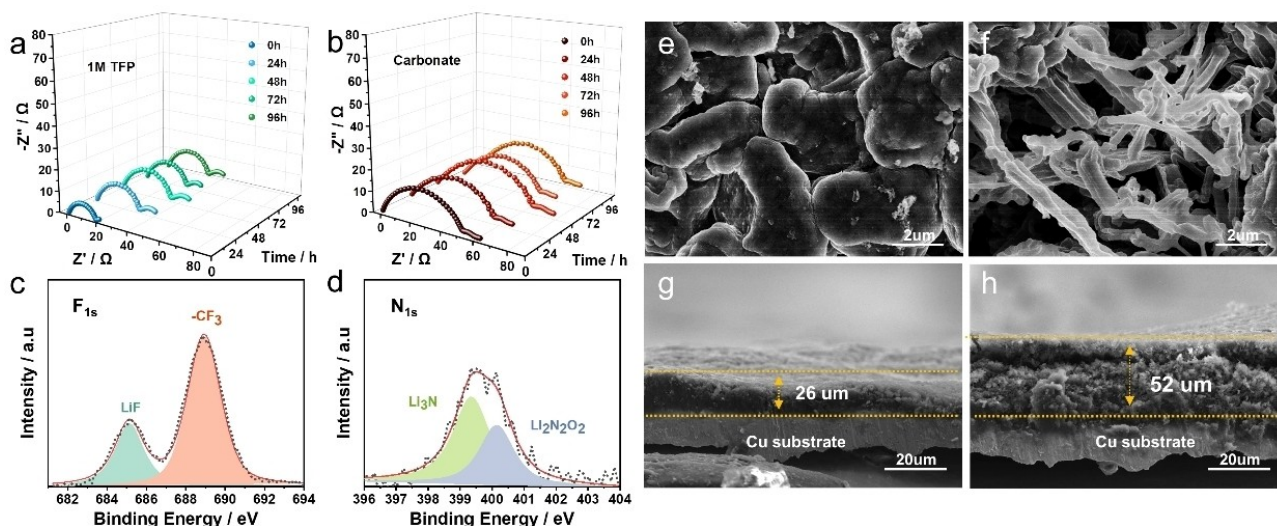 a
80
70
60
50
40
30
20
10
0
-Z'' / Ω
1M TFP
0h
24h
48h
72h
96h
0
20
40
60
80
Z' / Ω
0
24
48
72
96
Time / h
b
80
70
60
50
40
30
20
10
0
-Z'' / Ω
Carbonate
0h
24h
48h
72h
96h
0
20
40
60
80
Z' / Ω
0
24
48
72
96
Time / h
e
2um
f
2um
c
F1s
-CF3
LiF
Intensity / a.u
682 684 686 688 690 692 694
Binding Energy / eV
d
N1s
LI3N
LI2N2O2
Intensity / a.u
396 397 398 399 400 401 402 403 404
Binding Energy / eV
g
26 um
Cu substrate
20um
h
52 um
Cu substrate
20um